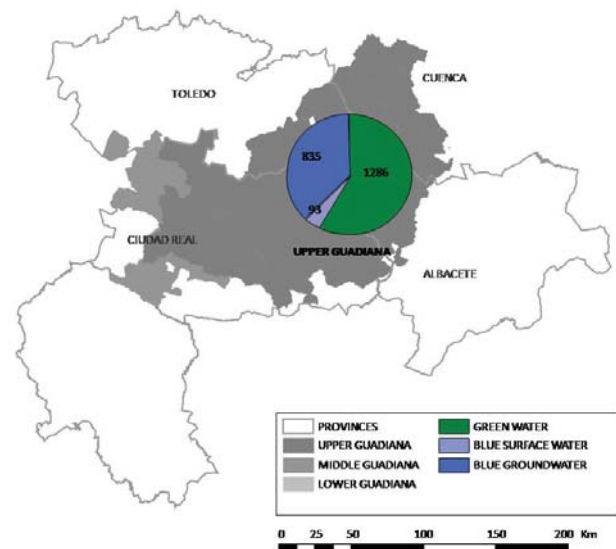 CUENCA
TOLEDO
835
1286
93
CIUDAD REAL
UPPER GUADIANA
ALBACETE
PROVINCES
GREEN WATER
UPPER GUADIANA
BLUE SURFACE WATER
MIDDLE GUADIANA
BLUE GROUNDWATER
LOWER GUADIANA
0 25 50 100 150 200 Km